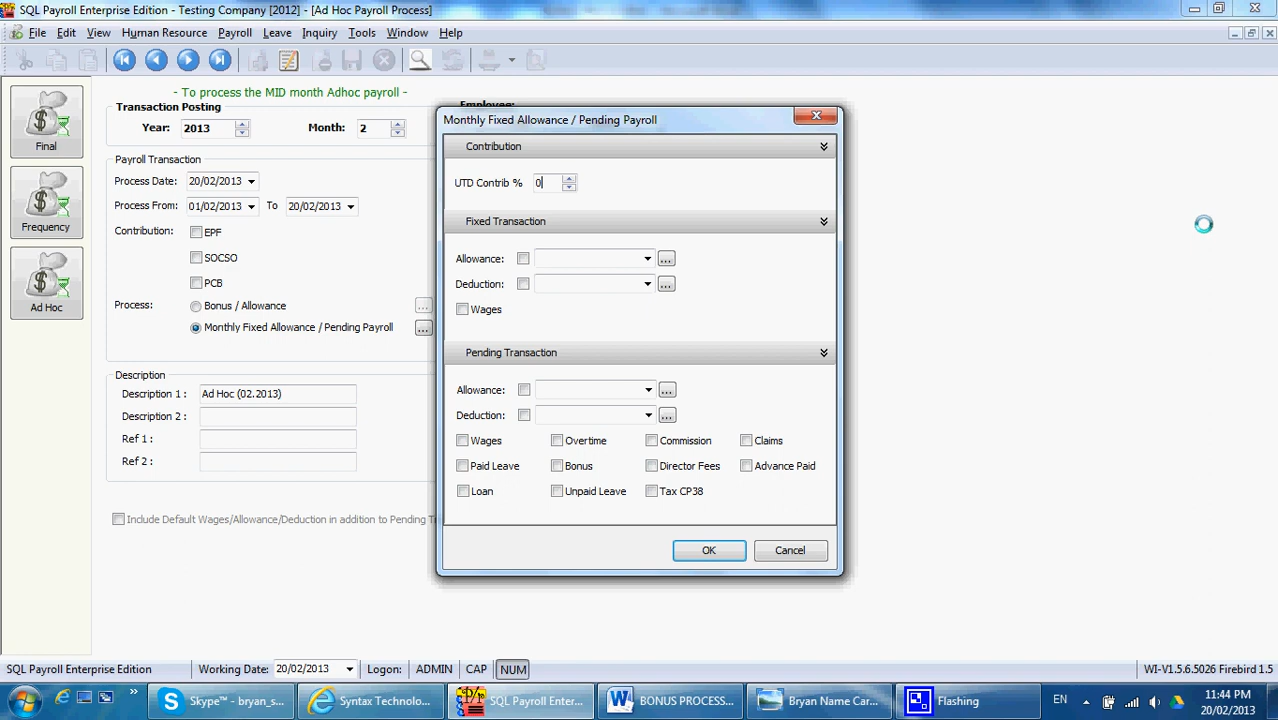 SQL Payroll Enterprise Edition - Testing Company [2012] - [Ad Hoc Payroll Process]
File Edit View Human Resource Payroll Leave Inquiry Tools Window Help
- To process the MID month Adhoc payroll -
Final
Frequency
Ad Hoc
Transaction Posting
Year: 2013 Month: 2
Employee:
Payroll Transaction
Process Date: 20/02/2013
Process From: 01/02/2013 To 20/02/2013
Contribution: EPF
SOCSO
PCB
Process: Bonus / Allowance ...
Monthly Fixed Allowance / Pending Payroll ...
Description
Description 1 : Ad Hoc (02.2013)
Description 2 :
Ref 1 :
Ref 2 :
Include Default Wages/Allowance/Deduction in addition to Pending
Monthly Fixed Allowance / Pending Payroll
Contribution
UTD Contrib % 0
Fixed Transaction
Allowance: ...
Deduction: ...
Wages
Pending Transaction
Allowance: ...
Deduction: ...
Wages Overtime Commission Claims
Paid Leave Bonus Director Fees Advance Paid
Loan Unpaid Leave Tax CP38
OK Cancel
SQL Payroll Enterprise Edition Working Date: 20/02/2013 Logon: ADMIN CAP NUM WI-V1.5.6.5026 Firebird 1.5
Skype™ - bryan_s... Syntax Technolo... SQL Payroll Enter... BONUS PROCESS... Bryan Name Car... Flashing EN 11:44 PM
20/02/2013